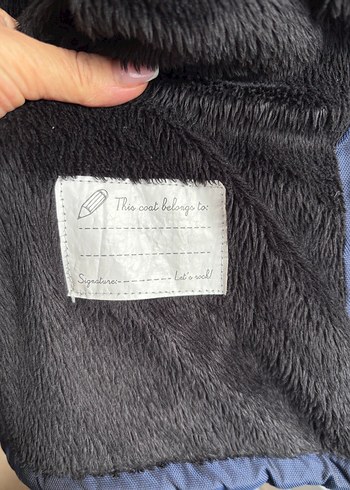 This coat belongs to:
Signature: Let's rock!